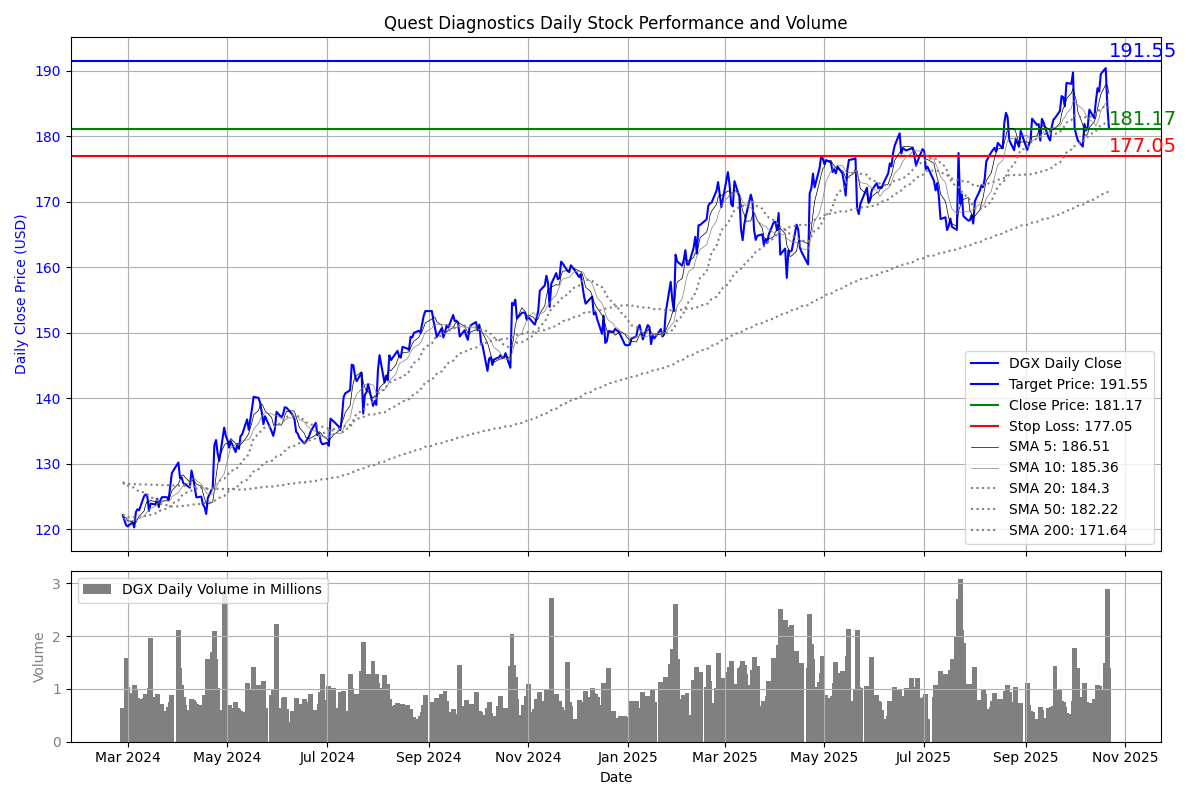 Quest Diagnostics Daily Stock Performance and Volume
Daily Close Price (USD)
190
180
170
160
150
140
130
120
191.55
181.17
177.05
DGX Daily Close
Target Price: 191.55
Close Price: 181.17
Stop Loss: 177.05
SMA 5: 186.51
SMA 10: 185.36
SMA 20: 184.3
SMA 50: 182.22
SMA 200: 171.64
Volume
3
2
1
0
DGX Daily Volume in Millions
Mar 2024
May 2024
Jul 2024
Sep 2024
Nov 2024
Jan 2025
Mar 2025
May 2025
Jul 2025
Sep 2025
Nov 2025
Date